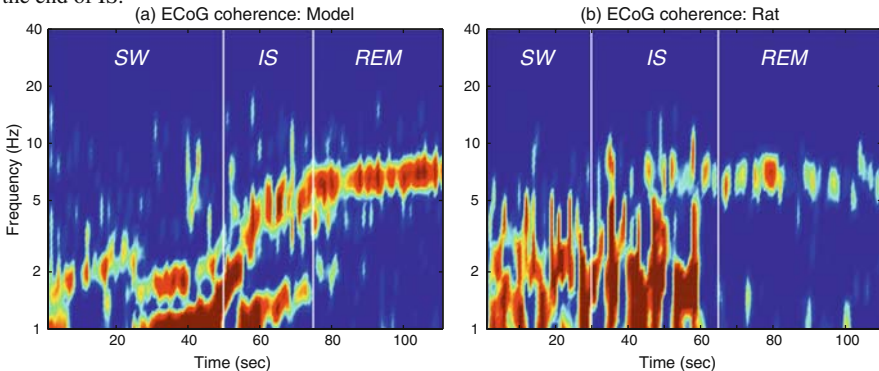 the end of IS.
(a) ECoG coherence: Model
(b) ECoG coherence: Rat
40
20
10
5
2
1
Frequency (Hz)
SW
IS
REM
20
40
60
80
100
Time (sec)
40
20
10
5
2
1
SW
IS
REM
20
40
60
80
100
Time (sec)